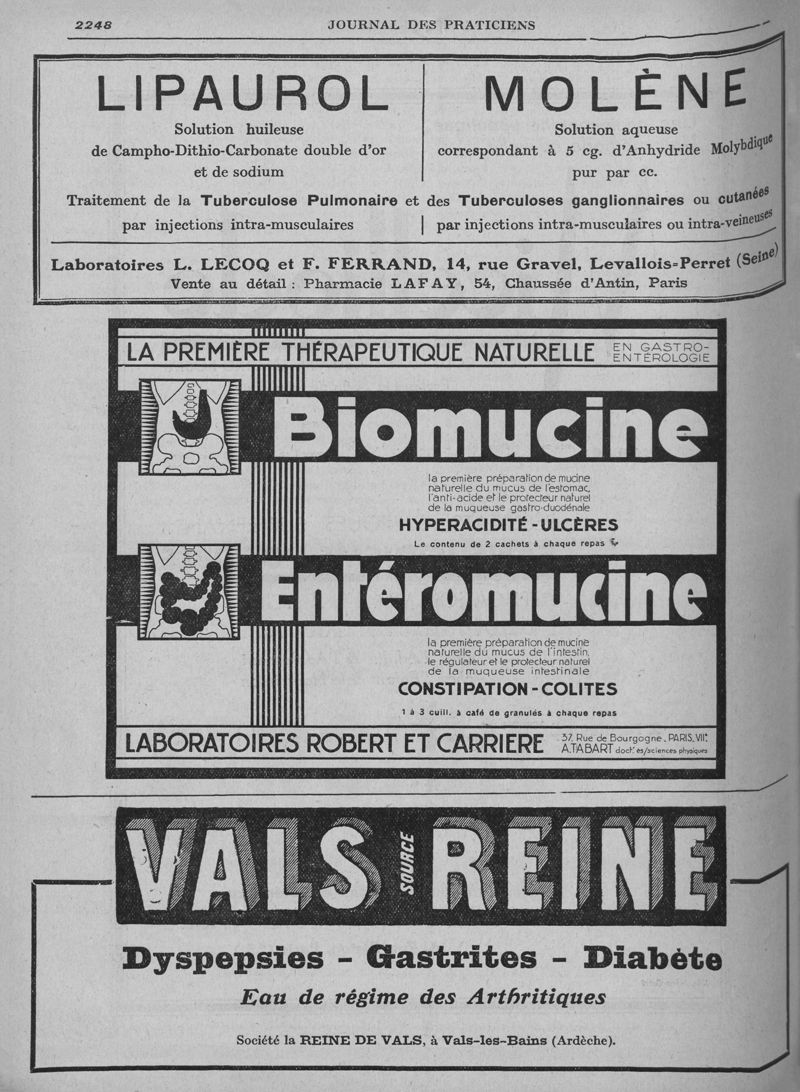 2248
JOURNAL DES PRATICIENS
LIPAUROL
Solution huileuse
de Campho-Dithio-Carbonate double d'or
et de sodium
MOLÈNE
Solution aqueuse
correspondant à 5 cg. d'Anhydride Molybdique
pur par cc.
Traitement de la Tuberculose Pulmonaire et des Tuberculoses ganglionnaires ou cutanées
par injections intra-musculaires
par injections intra-musculaires ou intra-veineuses
Laboratoires L. LECOQ et F. FERRAND, 14, rue Gravel, Levallois-Perret (Seine)
Vente au détail : Pharmacie LAFAY, 54, Chaussée d'Antin, Paris
LA PREMIÈRE THÉRAPEUTIQUE NATURELLE
EN GASTRO-
ENTÉROLOGIE
Biomucine
la première préparation de mucine
naturelle du mucus de l'estomac,
l'anti-acide et le protecteur naturel
de la muqueuse gastro-duodénale
HYPERACIDITÉ - ULCÈRES
Le contenu de 2 cachets à chaque repas
Entéromucine
la première préparation de mucine
naturelle du mucus de l'intestin,
le régulateur et le protecteur naturel
de la muqueuse intestinale
CONSTIPATION - COLITES
1 à 3 cuill. à café de granulés à chaque repas
LABORATOIRES ROBERT ET CARRIERE
37, Rue de Bourgogne, PARIS, VIIe.
A. TABART doct. es/sciences physiques
VALS SOURCE REINE
Dyspepsies - Gastrites - Diabète
Eau de régime des Arthritiques
Société la REINE DE VALS, à Vals-les-Bains (Ardèche).